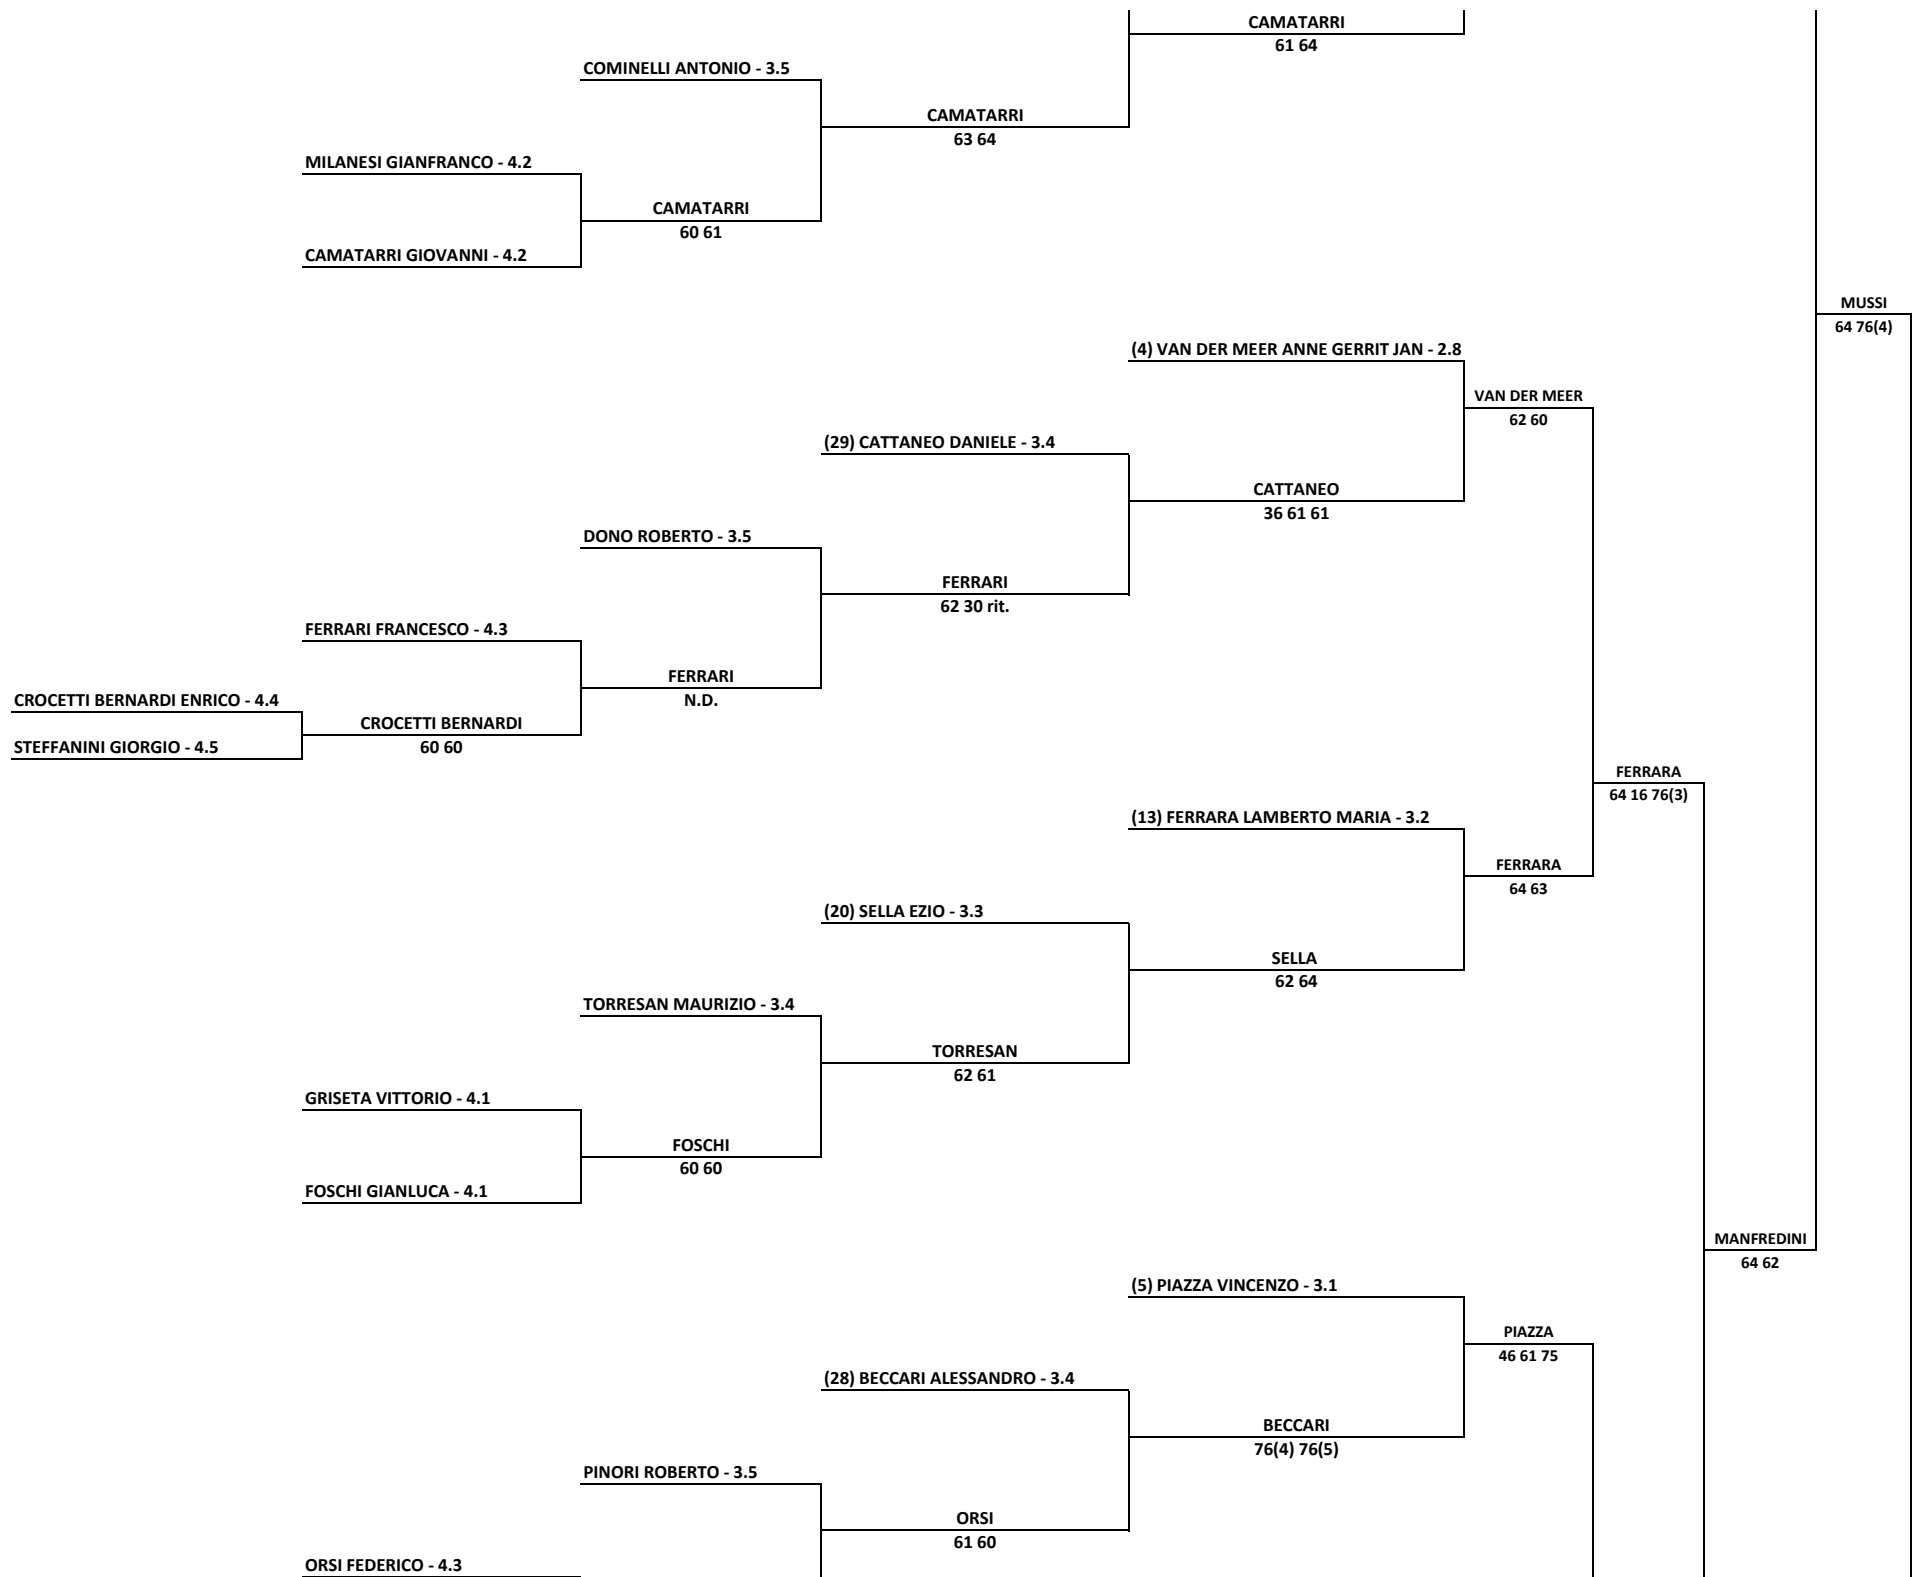 CAMATARRI
61 64
COMINELLI ANTONIO - 3.5
CAMATARRI
63 64
MILANESI GIANFRANCO - 4.2
CAMATARRI
60 61
CAMATARRI GIOVANNI - 4.2
MUSSI
64 76(4)
(4) VAN DER MEER ANNE GERRIT JAN - 2.8
VAN DER MEER
62 60
(29) CATTANEO DANIELE - 3.4
CATTANEO
36 61 61
DONO ROBERTO - 3.5
FERRARI
62 30 rit.
FERRARI FRANCESCO - 4.3
FERRARI
N.D.
CROCETTI BERNARDI ENRICO - 4.4
CROCETTI BERNARDI
60 60
STEFFANINI GIORGIO - 4.5
FERRARA
64 16 76(3)
(13) FERRARA LAMBERTO MARIA - 3.2
FERRARA
64 63
(20) SELLA EZIO - 3.3
SELLA
62 64
TORRESAN MAURIZIO - 3.4
TORRESAN
62 61
GRISETA VITTORIO - 4.1
FOSCHI
60 60
FOSCHI GIANLUCA - 4.1
MANFREDINI
64 62
(5) PIAZZA VINCENZO - 3.1
PIAZZA
46 61 75
(28) BECCARI ALESSANDRO - 3.4
BECCARI
76(4) 76(5)
PINORI ROBERTO - 3.5
ORSI
61 60
ORSI FEDERICO - 4.3